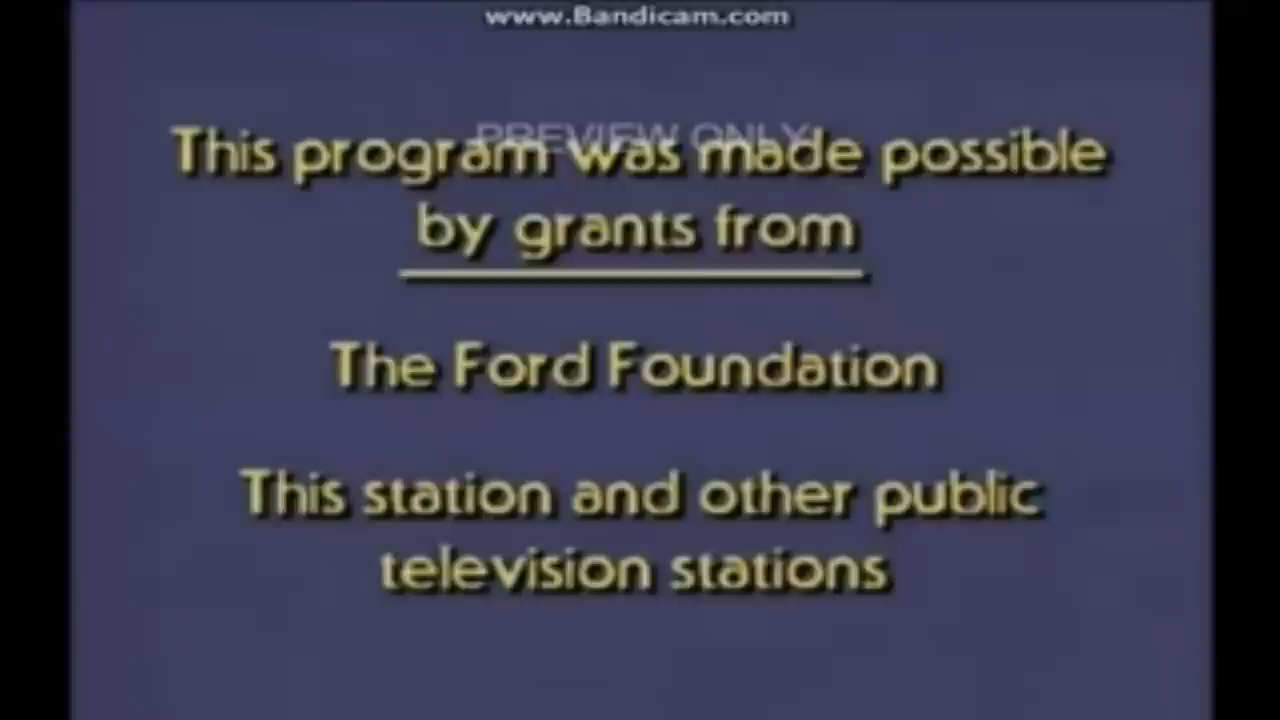 www.Bandicam.com
PREVIEW ONLY
This program was made possible
by grants from
The Ford Foundation
This station and other public
television stations